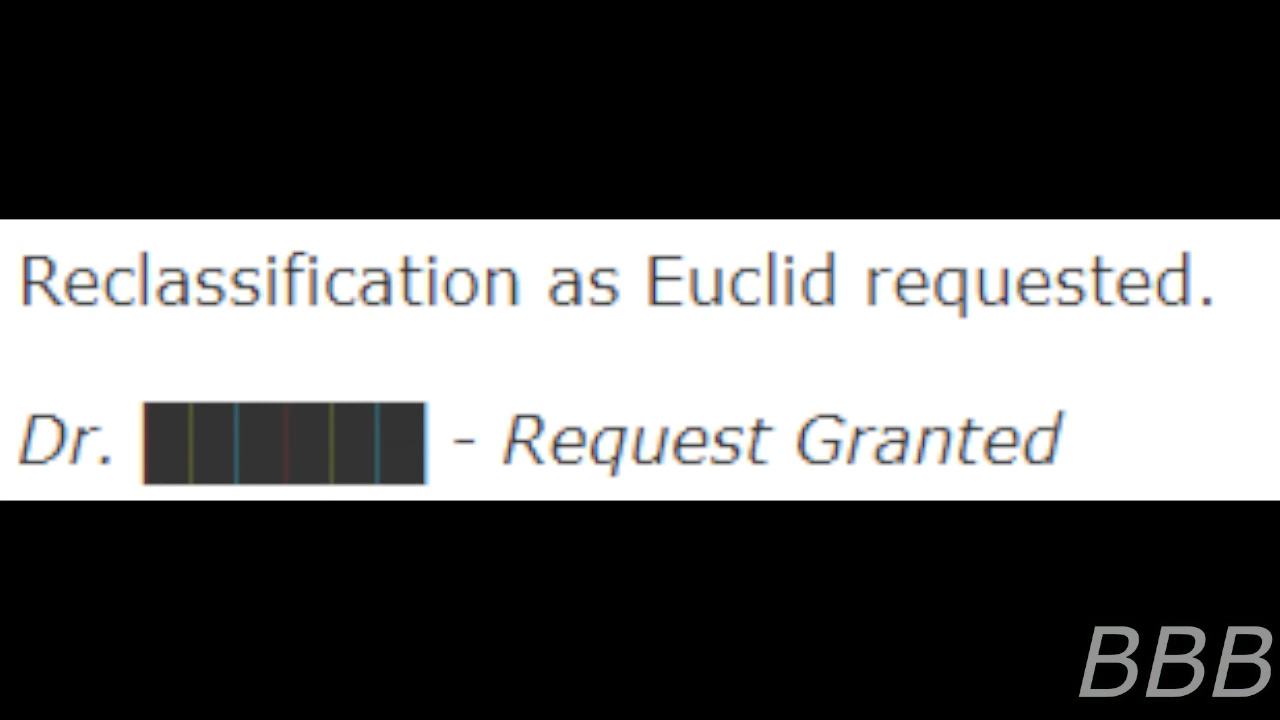 Reclassification as Euclid requested.
Dr. ██████ - Request Granted
BBB